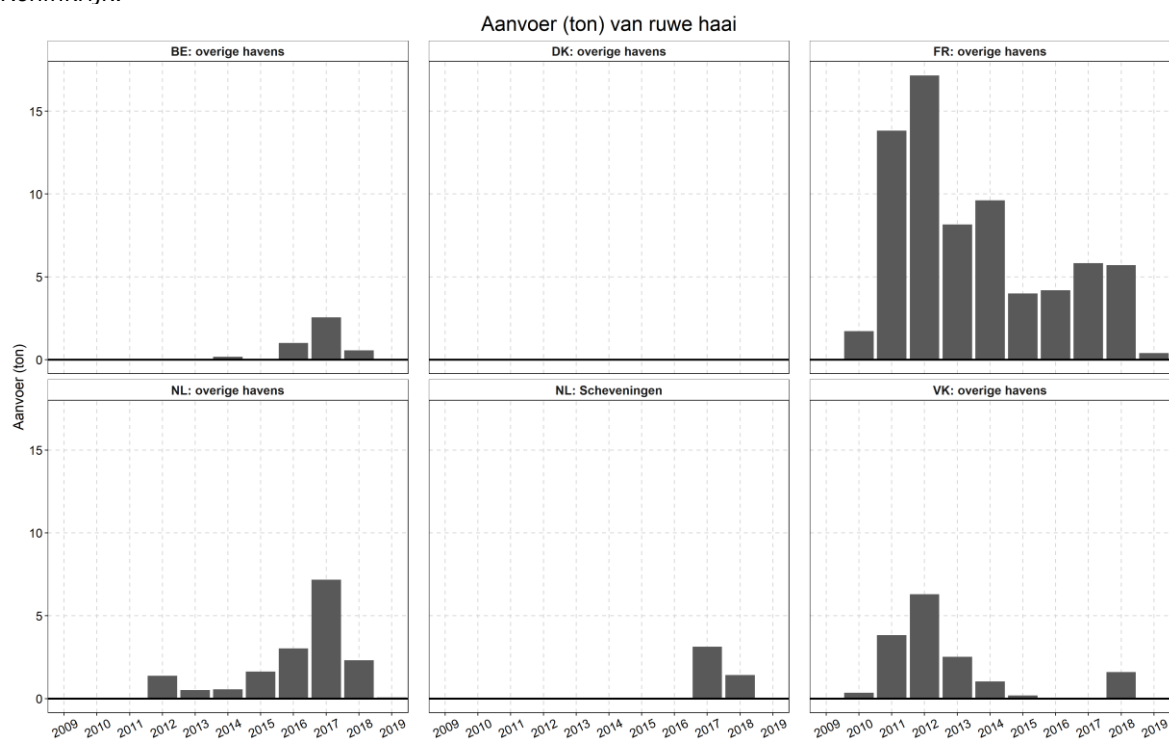 Aanvoer (ton) van ruwe haai
BE: overige havens
DK: overige havens
FR: overige havens
15
10
5
0
NL: overige havens
NL: Scheveningen
VK: overige havens
15
10
5
0
Aanvoer (ton)
2009 2010 2011 2012 2013 2014 2015 2016 2017 2018 2019
2009 2010 2011 2012 2013 2014 2015 2016 2017 2018 2019
2009 2010 2011 2012 2013 2014 2015 2016 2017 2018 2019